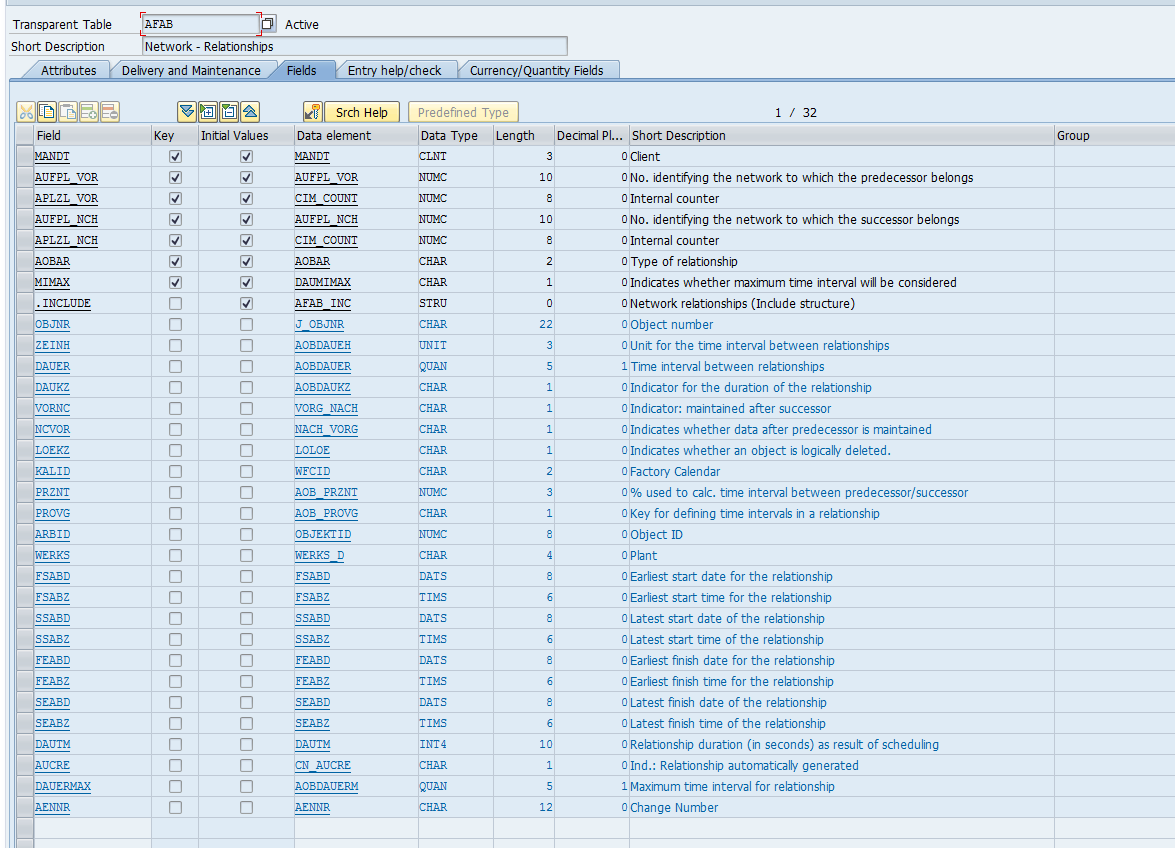 Transparent Table AFAB Active
Short Description Network - Relationships
Attributes Delivery and Maintenance Fields Entry help/check Currency/Quantity Fields
Srch Help Predefined Type 1 / 32
Field Key Initial Values Data element Data Type Length Decimal Pl... Short Description Group
MANDT MANDT CLNT 3 0 Client
AUFPL_VOR AUFPL_VOR NUMC 10 0 No. identifying the network to which the predecessor belongs
APLZL_VOR CIM_COUNT NUMC 8 0 Internal counter
AUFPL_NCH AUFPL_NCH NUMC 10 0 No. identifying the network to which the successor belongs
APLZL_NCH CIM_COUNT NUMC 8 0 Internal counter
AOBAR AOBAR CHAR 2 0 Type of relationship
MIMAX DAUMIMAX CHAR 1 0 Indicates whether maximum time interval will be considered
.INCLUDE AFAB_INC STRU 0 0 Network relationships (Include structure)
OBJNR J_OBJNR CHAR 22 0 Object number
ZEINH AOBDAUEH UNIT 3 0 Unit for the time interval between relationships
DAUER AOBDAUER QUAN 5 1 Time interval between relationships
DAUKZ AOBDAUKZ CHAR 1 0 Indicator for the duration of the relationship
VORNC VORG_NACH CHAR 1 0 Indicator: maintained after successor
NCVOR NACH_VORG CHAR 1 0 Indicates whether data after predecessor is maintained
LOEKZ LOLOE CHAR 1 0 Indicates whether an object is logically deleted.
KALID WFCID CHAR 2 0 Factory Calendar
PRZNT AOB_PRZNT NUMC 3 0 % used to calc. time interval between predecessor/successor
PROVG AOB_PROVG CHAR 1 0 Key for defining time intervals in a relationship
ARBID OBJEKTID NUMC 8 0 Object ID
WERKS WERKS_D CHAR 4 0 Plant
FSABD FSABD DATS 8 0 Earliest start date for the relationship
FSABZ FSABZ TIMS 6 0 Earliest start time for the relationship
SSABD SSABD DATS 8 0 Latest start date of the relationship
SSABZ SSABZ TIMS 6 0 Latest start time of the relationship
FEABD FEABD DATS 8 0 Earliest finish date for the relationship
FEABZ FEABZ TIMS 6 0 Earliest finish time for the relationship
SEABD SEABD DATS 8 0 Latest finish date of the relationship
SEABZ SEABZ TIMS 6 0 Latest finish time of the relationship
DAUTM DAUTM INT4 10 0 Relationship duration (in seconds) as result of scheduling
AUCRE CN_AUCRE CHAR 1 0 Ind.: Relationship automatically generated
DAUERMAX AOBDAUERM QUAN 5 1 Maximum time interval for relationship
AENNR AENNR CHAR 12 0 Change Number